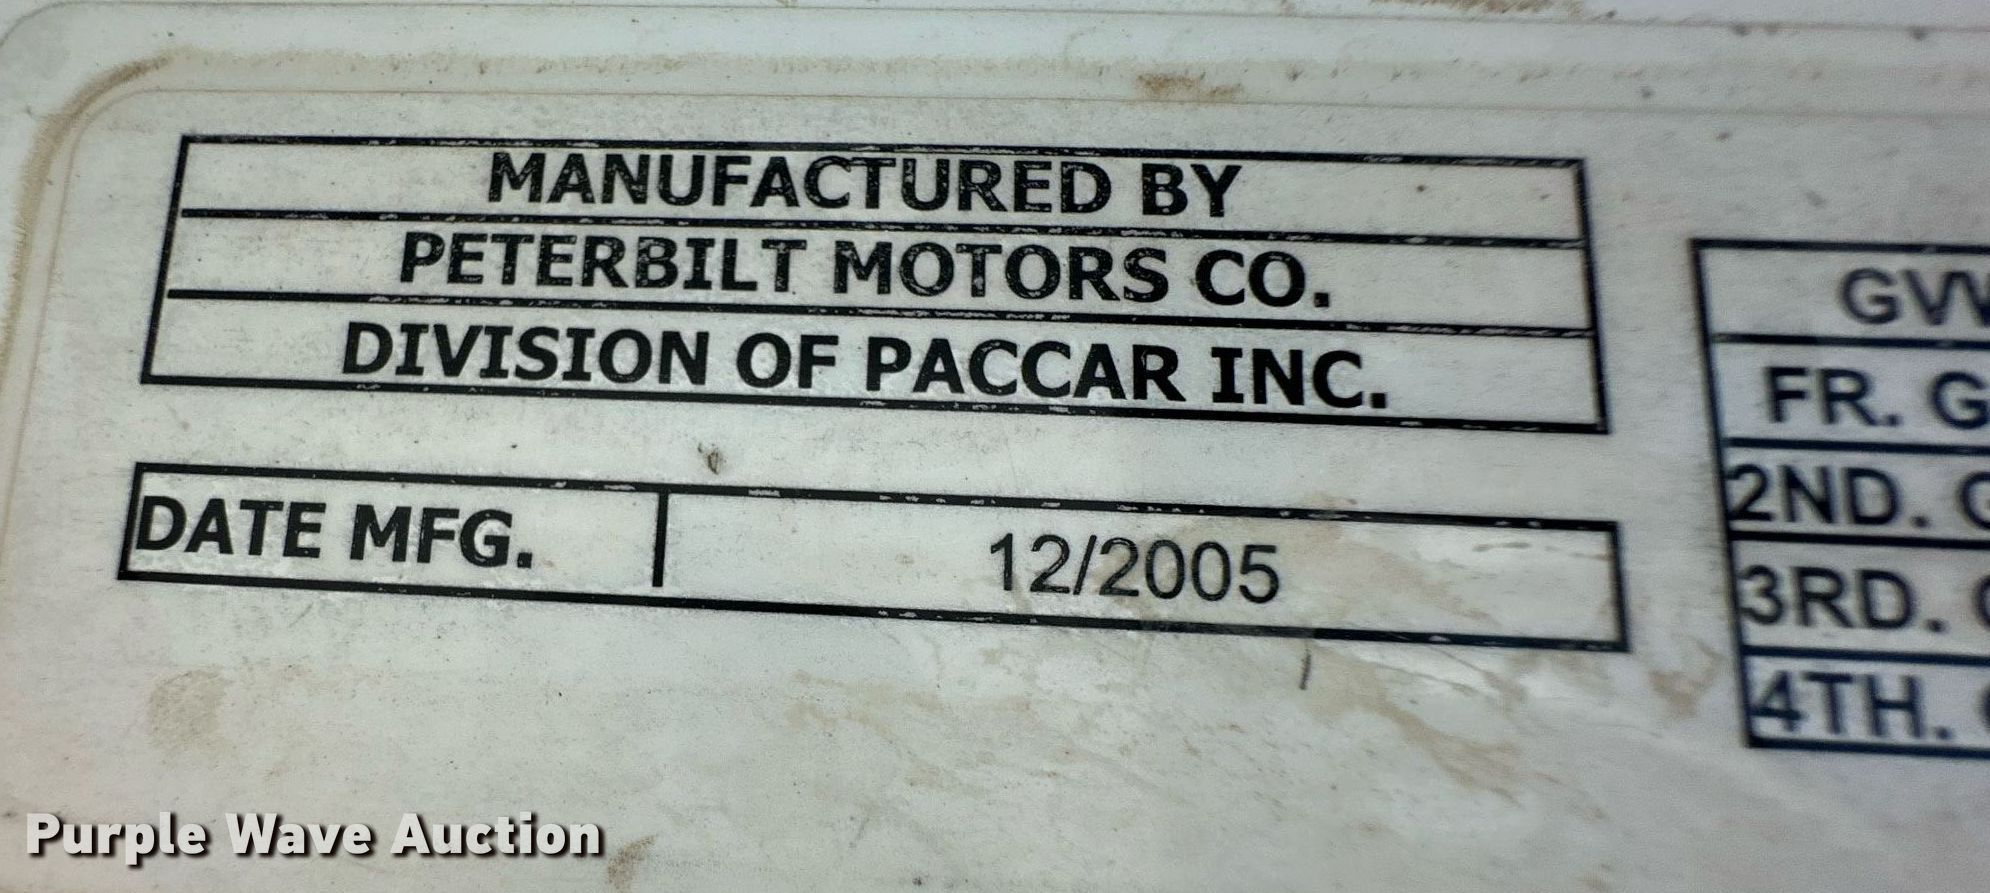 MANUFACTURED BY
PETERBILT MOTORS CO.
DIVISION OF PACCAR INC.
DATE MFG. 12/2005
FR.
2ND.
3RD.
4TH.
Purple Wave Auction